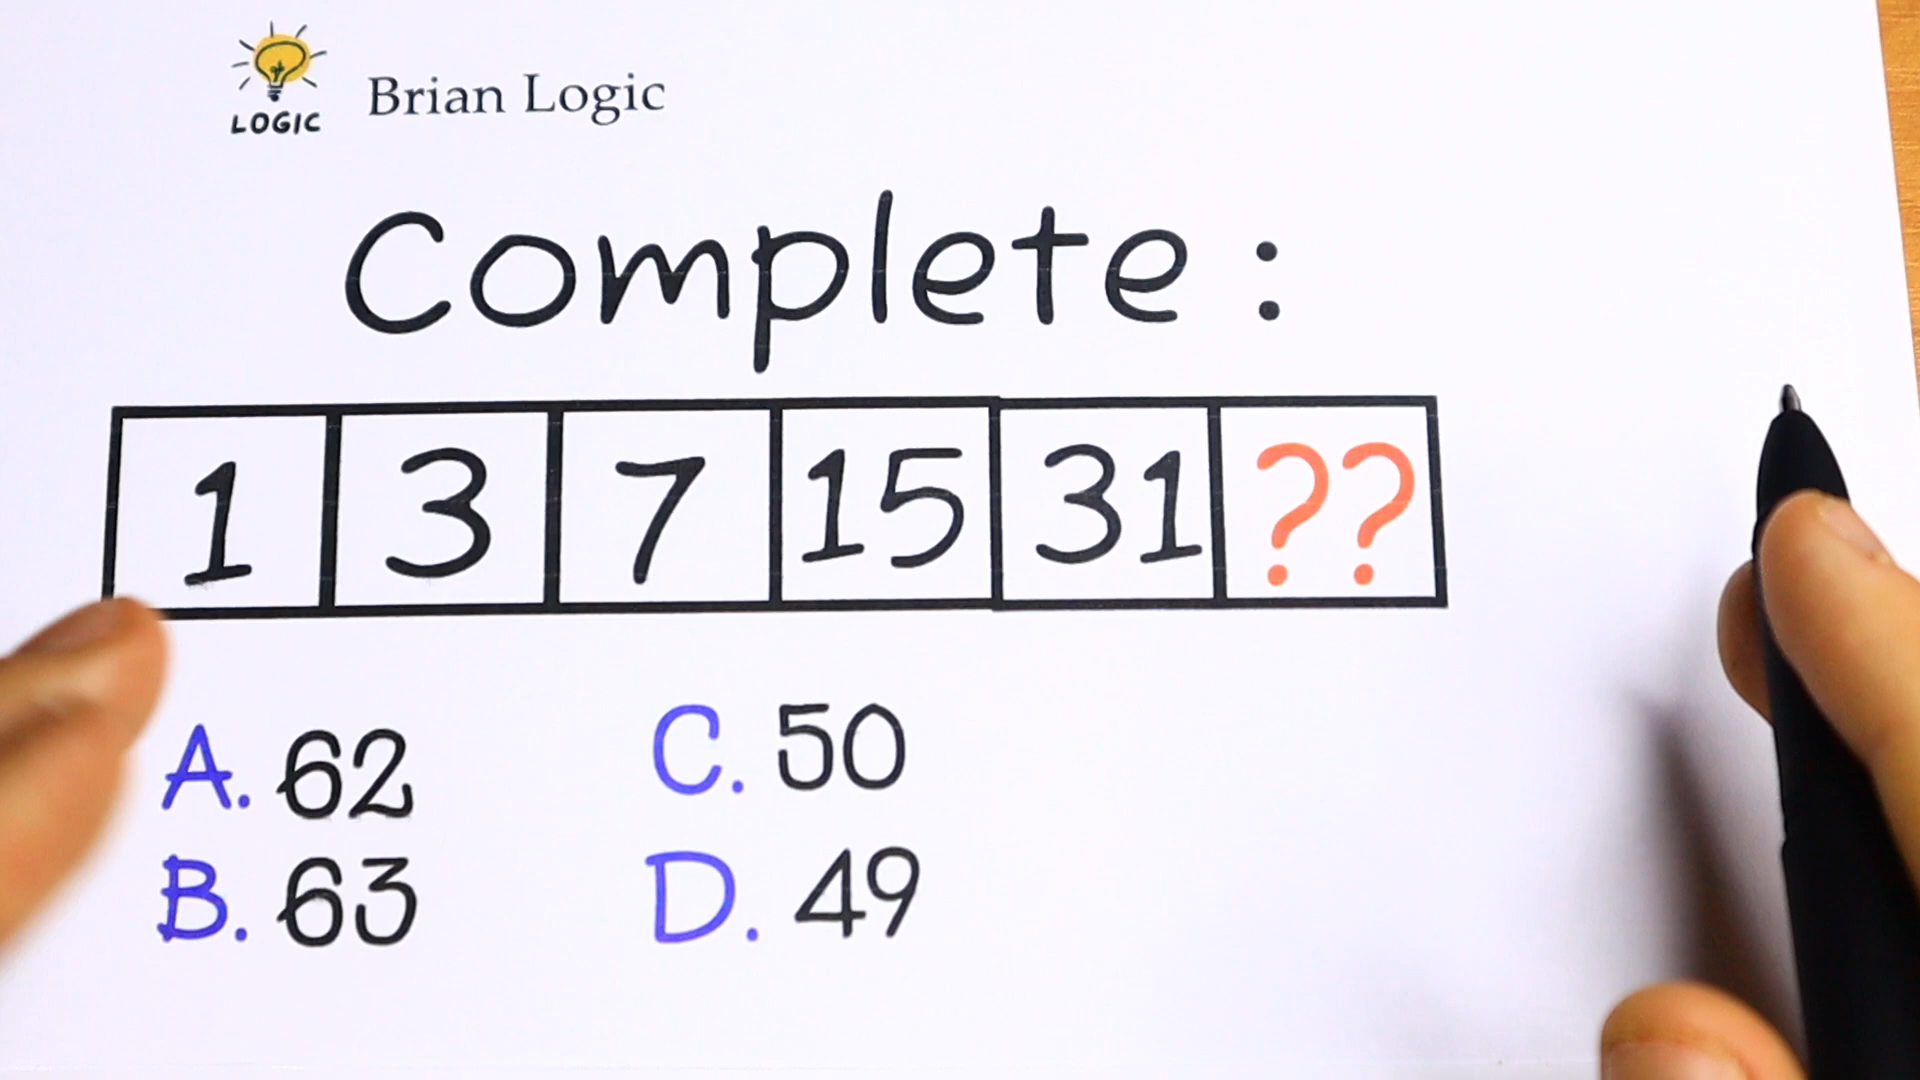 LOGIC
Brian Logic
Complete :
1 3 7 15 31 ??
A. 62 C. 50
B. 63 D. 49